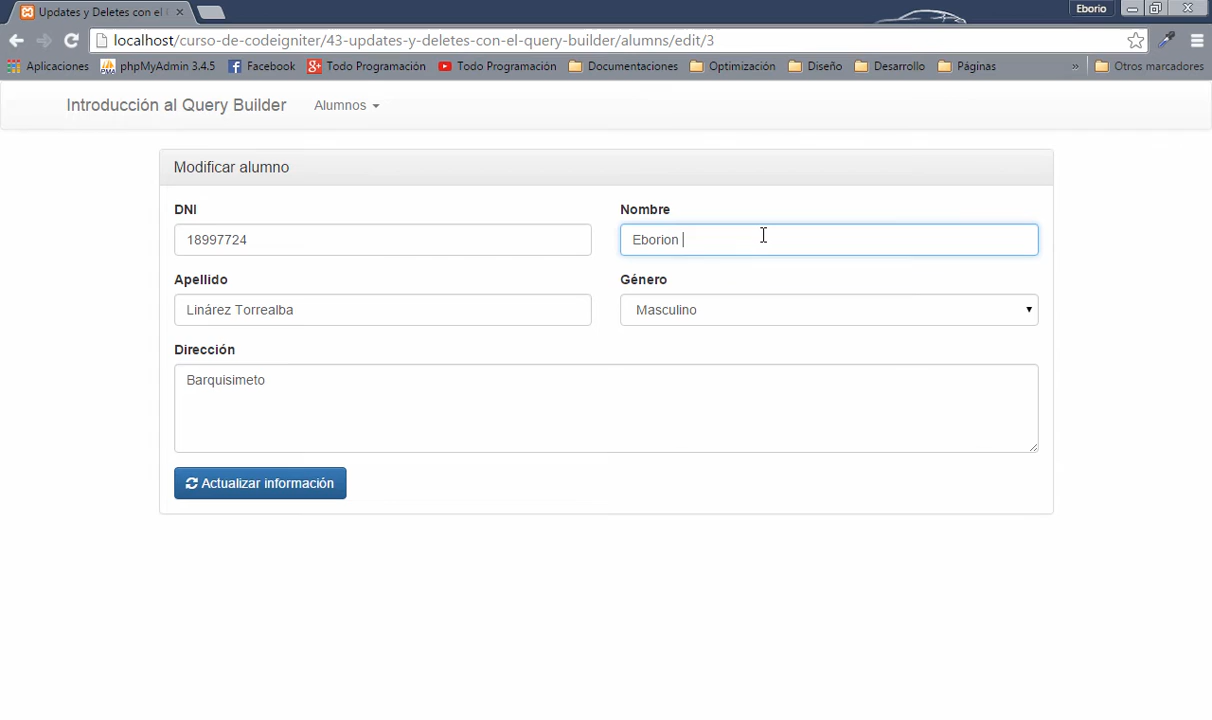 Updates y Deletes con el
Eborio
localhost/curso-de-codeigniter/43-updates-y-deletes-con-el-query-builder/alumns/edit/3
Aplicaciones phpMyAdmin 3.4.5 Facebook Todo Programación Todo Programación Documentaciones Optimización Diseño Desarrollo Páginas » Otros marcadores
Introducción al Query Builder Alumnos
Modificar alumno
DNI Nombre
18997724 Eborion
Apellido Género
Linárez Torrealba Masculino
Dirección
Barquisimeto
Actualizar información